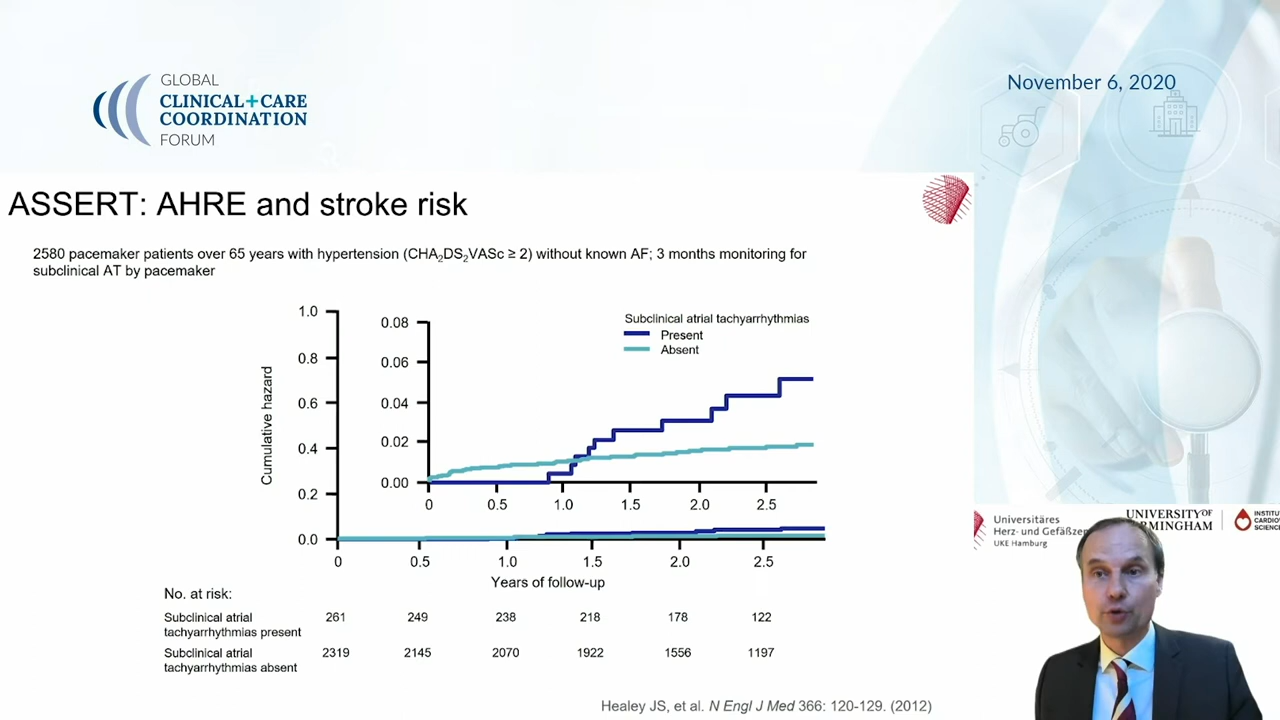 GLOBAL
CLINICAL+CARE
COORDINATION
FORUM
November 6, 2020
ASSERT: AHRE and stroke risk
2580 pacemaker patients over 65 years with hypertension (CHA₂DS₂VASc ≥ 2) without known AF; 3 months monitoring for
subclinical AT by pacemaker
Subclinical atrial tachyarrhythmias
Present
Absent
Cumulative hazard
1.0
0.8
0.6
0.4
0.2
0.0
0.08
0.06
0.04
0.02
0.00
0 0.5 1.0 1.5 2.0 2.5
0 0.5 1.0 1.5 2.0 2.5
Years of follow-up
No. at risk:
Subclinical atrial
tachyarrhythmias present
261 249 238 218 178 122
Subclinical atrial
tachyarrhythmias absent
2319 2145 2070 1922 1556 1197
Healey JS, et al. N Engl J Med 366: 120-129. (2012)
Universitäres
Herz- und Gefäßzen
UKE Hamburg
UNIVERSITY OF
RMINGHAM
INSTIT
CARDIO
SCIENC